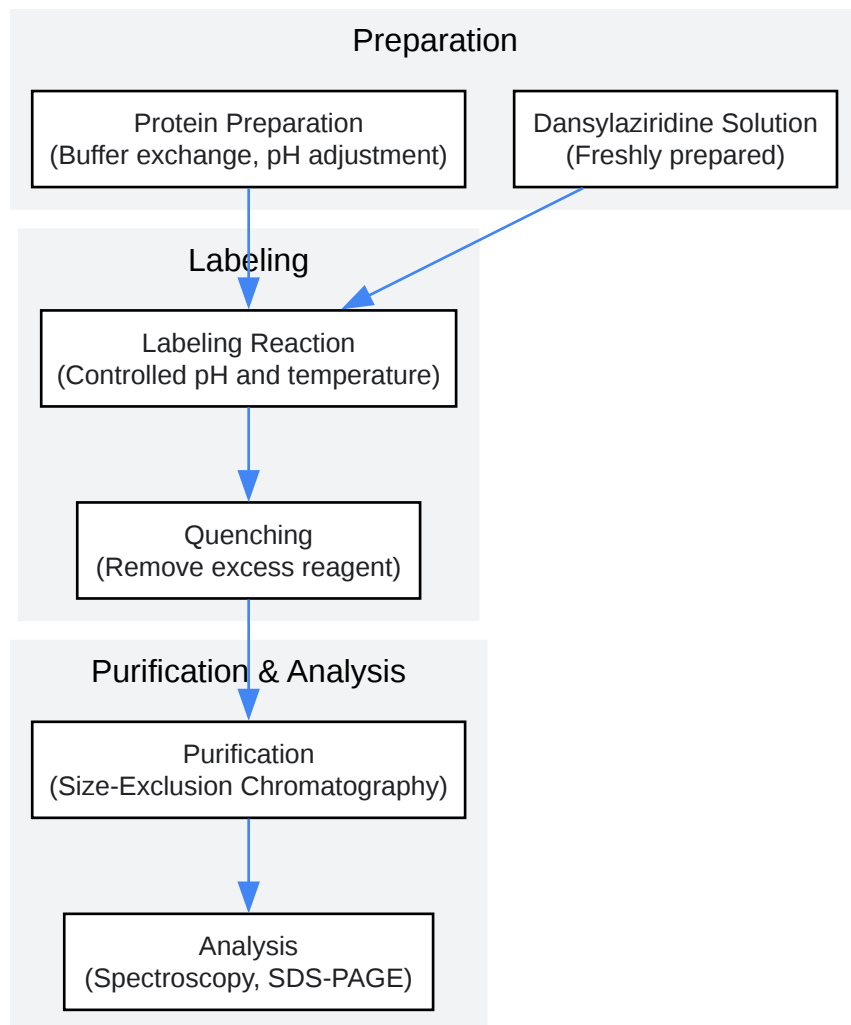 Preparation
Protein Preparation
(Buffer exchange, pH adjustment)
Dansylaziridine Solution
(Freshly prepared)
Labeling
Labeling Reaction
(Controlled pH and temperature)
Quenching
(Remove excess reagent)
Purification & Analysis
Purification
(Size-Exclusion Chromatography)
Analysis
(Spectroscopy, SDS-PAGE)